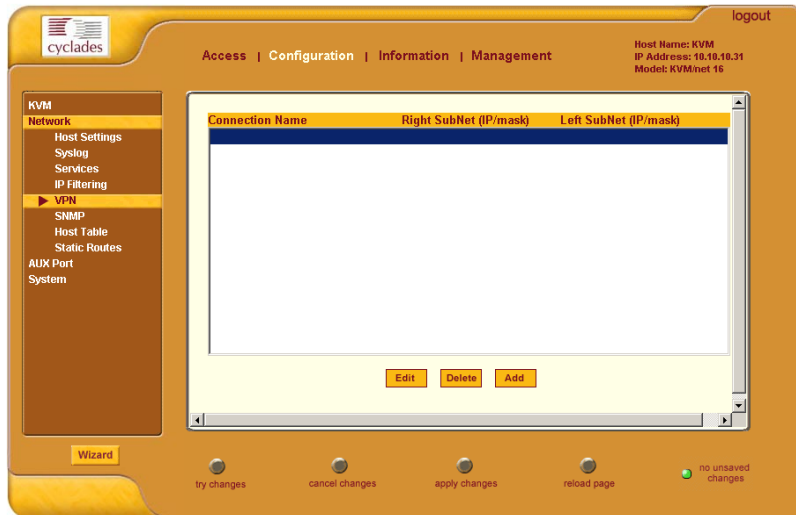 logout
cyclades
Access | Configuration | Information | Management
Host Name: KVM
IP Address: 10.10.10.31
Model: KVM/net 16
KVM
Network
Host Settings
Syslog
Services
IP Filtering
VPN
SNMP
Host Table
Static Routes
AUX Port
System
Connection Name Right SubNet (IP/mask) Left SubNet (IP/mask)
Edit Delete Add
Wizard
try changes cancel changes apply changes reload page no unsaved changes